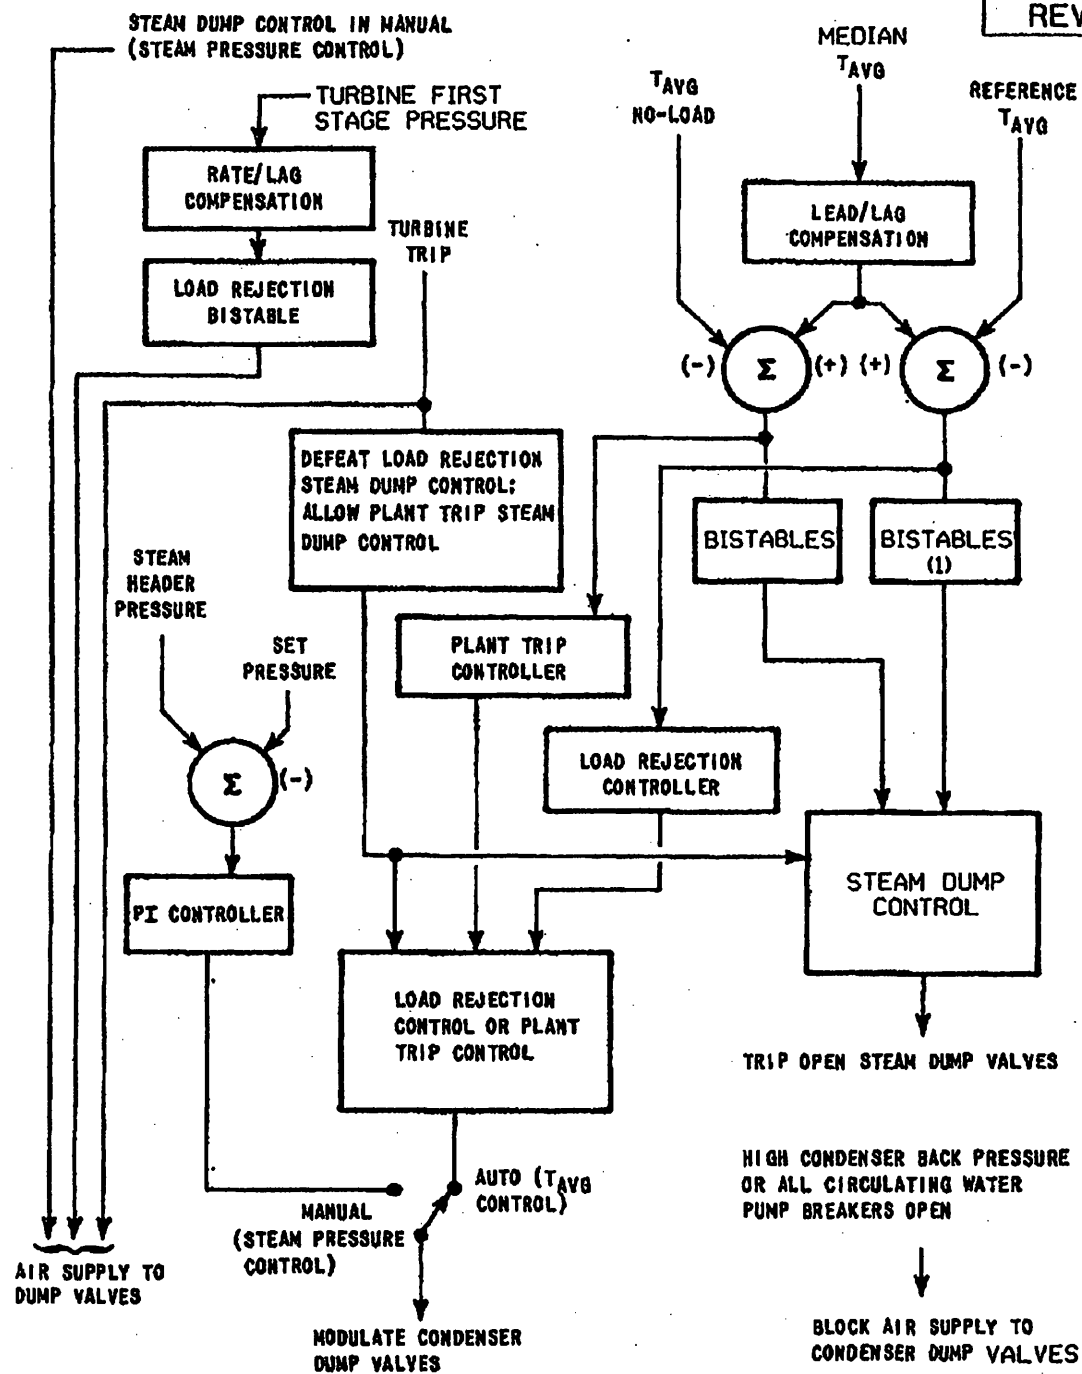 STEAM DUMP CONTROL IN MANUAL
(STEAM PRESSURE CONTROL)
REV
MEDIAN
TAVG
TAVG
NO-LOAD
REFERENCE
TAVG
TURBINE FIRST
STAGE PRESSURE
RATE/LAG
COMPENSATION
TURBINE
TRIP
LEAD/LAG
COMPENSATION
LOAD REJECTION
BISTABLE
(-)
Σ
(+)
(+)
Σ
(-)
DEFEAT LOAD REJECTION
STEAM DUMP CONTROL:
ALLOW PLANT TRIP STEAM
DUMP CONTROL
BISTABLES
BISTABLES
(1)
STEAM
HEADER
PRESSURE
SET
PRESSURE
PLANT TRIP
CONTROLLER
Σ
(-)
LOAD REJECTION
CONTROLLER
PI CONTROLLER
STEAM DUMP
CONTROL
LOAD REJECTION
CONTROL OR PLANT
TRIP CONTROL
TRIP OPEN STEAM DUMP VALVES
AUTO (TAVG
CONTROL)
MANUAL
(STEAM PRESSURE
CONTROL)
HIGH CONDENSER BACK PRESSURE
OR ALL CIRCULATING WATER
PUMP BREAKERS OPEN
AIR SUPPLY TO
DUMP VALVES
MODULATE CONDENSER
DUMP VALVES
BLOCK AIR SUPPLY TO
CONDENSER DUMP VALVES